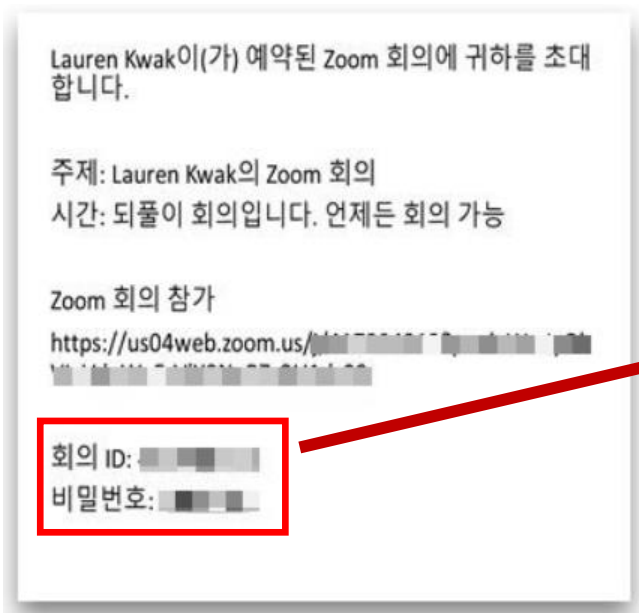 Lauren Kwak이(가) 예약된 Zoom 회의에 귀하를 초대
합니다.
주제: Lauren Kwak의 Zoom 회의
시간: 되풀이 회의입니다. 언제든 회의 가능
Zoom 회의 참가
https://us04web.zoom.us/
회의 ID:
비밀번호: